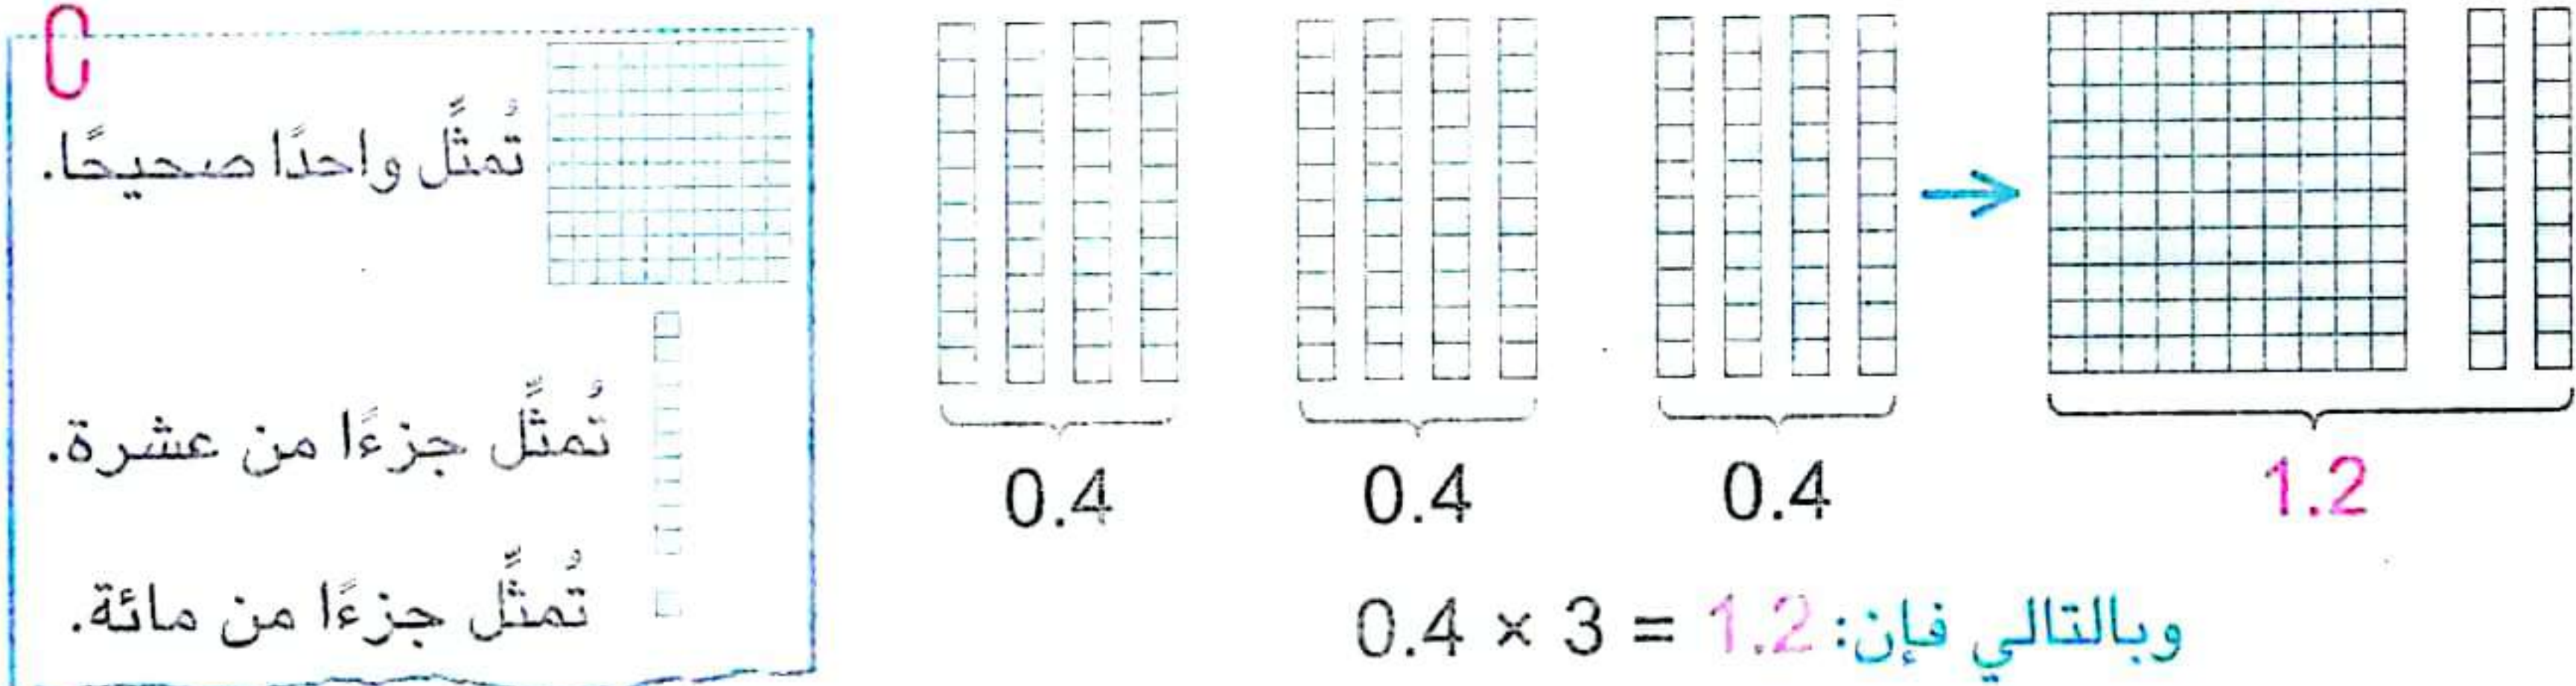 تُمثِّل واحدًا صحيحًا.
تُمثِّل جزءًا من عشرة.
تُمثِّل جزءًا من مائة.
0.4 0.4 0.4 1.2
وبالتالي فإن: 0.4 × 3 = 1.2